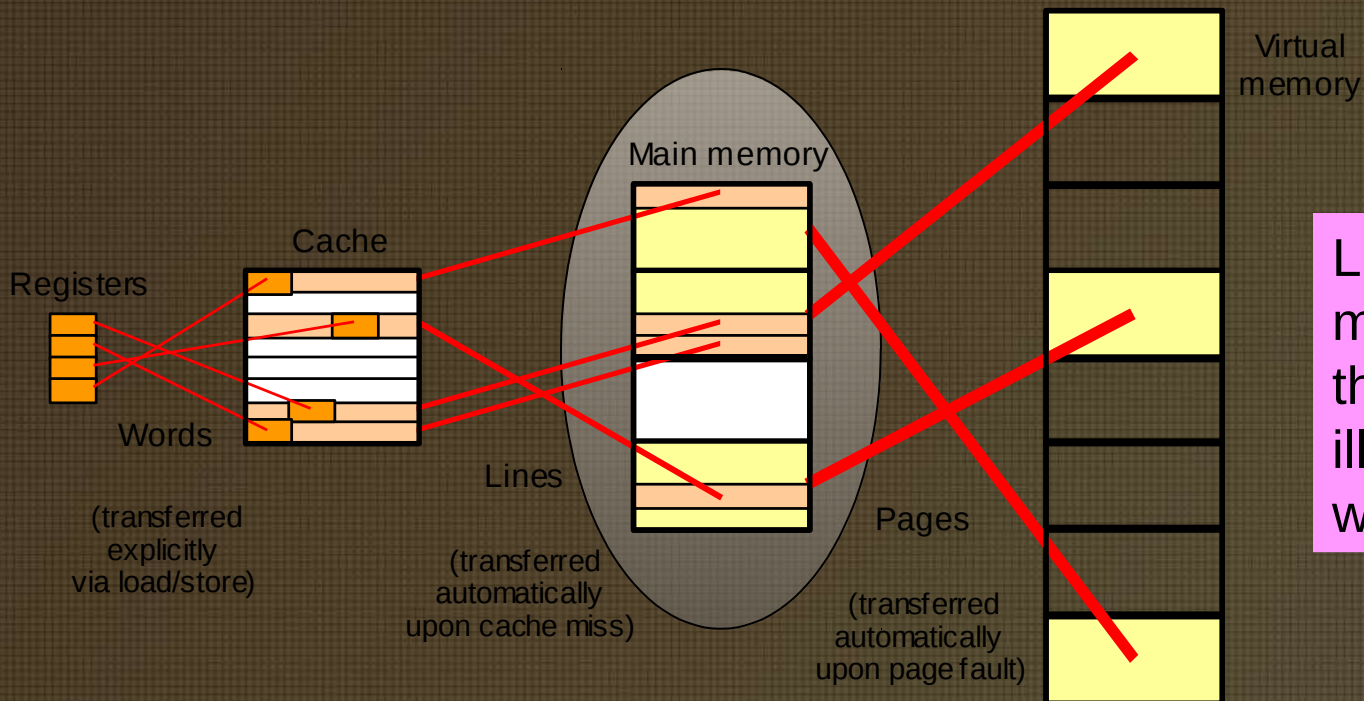 Virtual
memory
Main memory
Cache
Registers
Words
Lines
Pages
(transferred
explicitly
via load/store)
(transferred
automatically
upon cache miss)
(transferred
automatically
upon page fault)